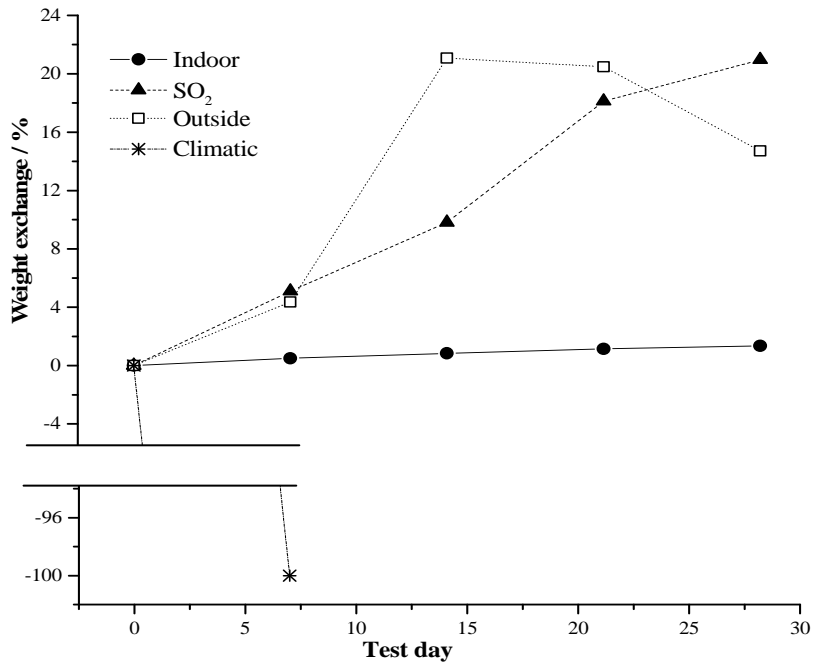 24
20
16
12
8
4
0
-4
-96
-100
Weight exchange / %
Indoor
SO₂
Outside
Climatic
0 5 10 15 20 25 30
Test day